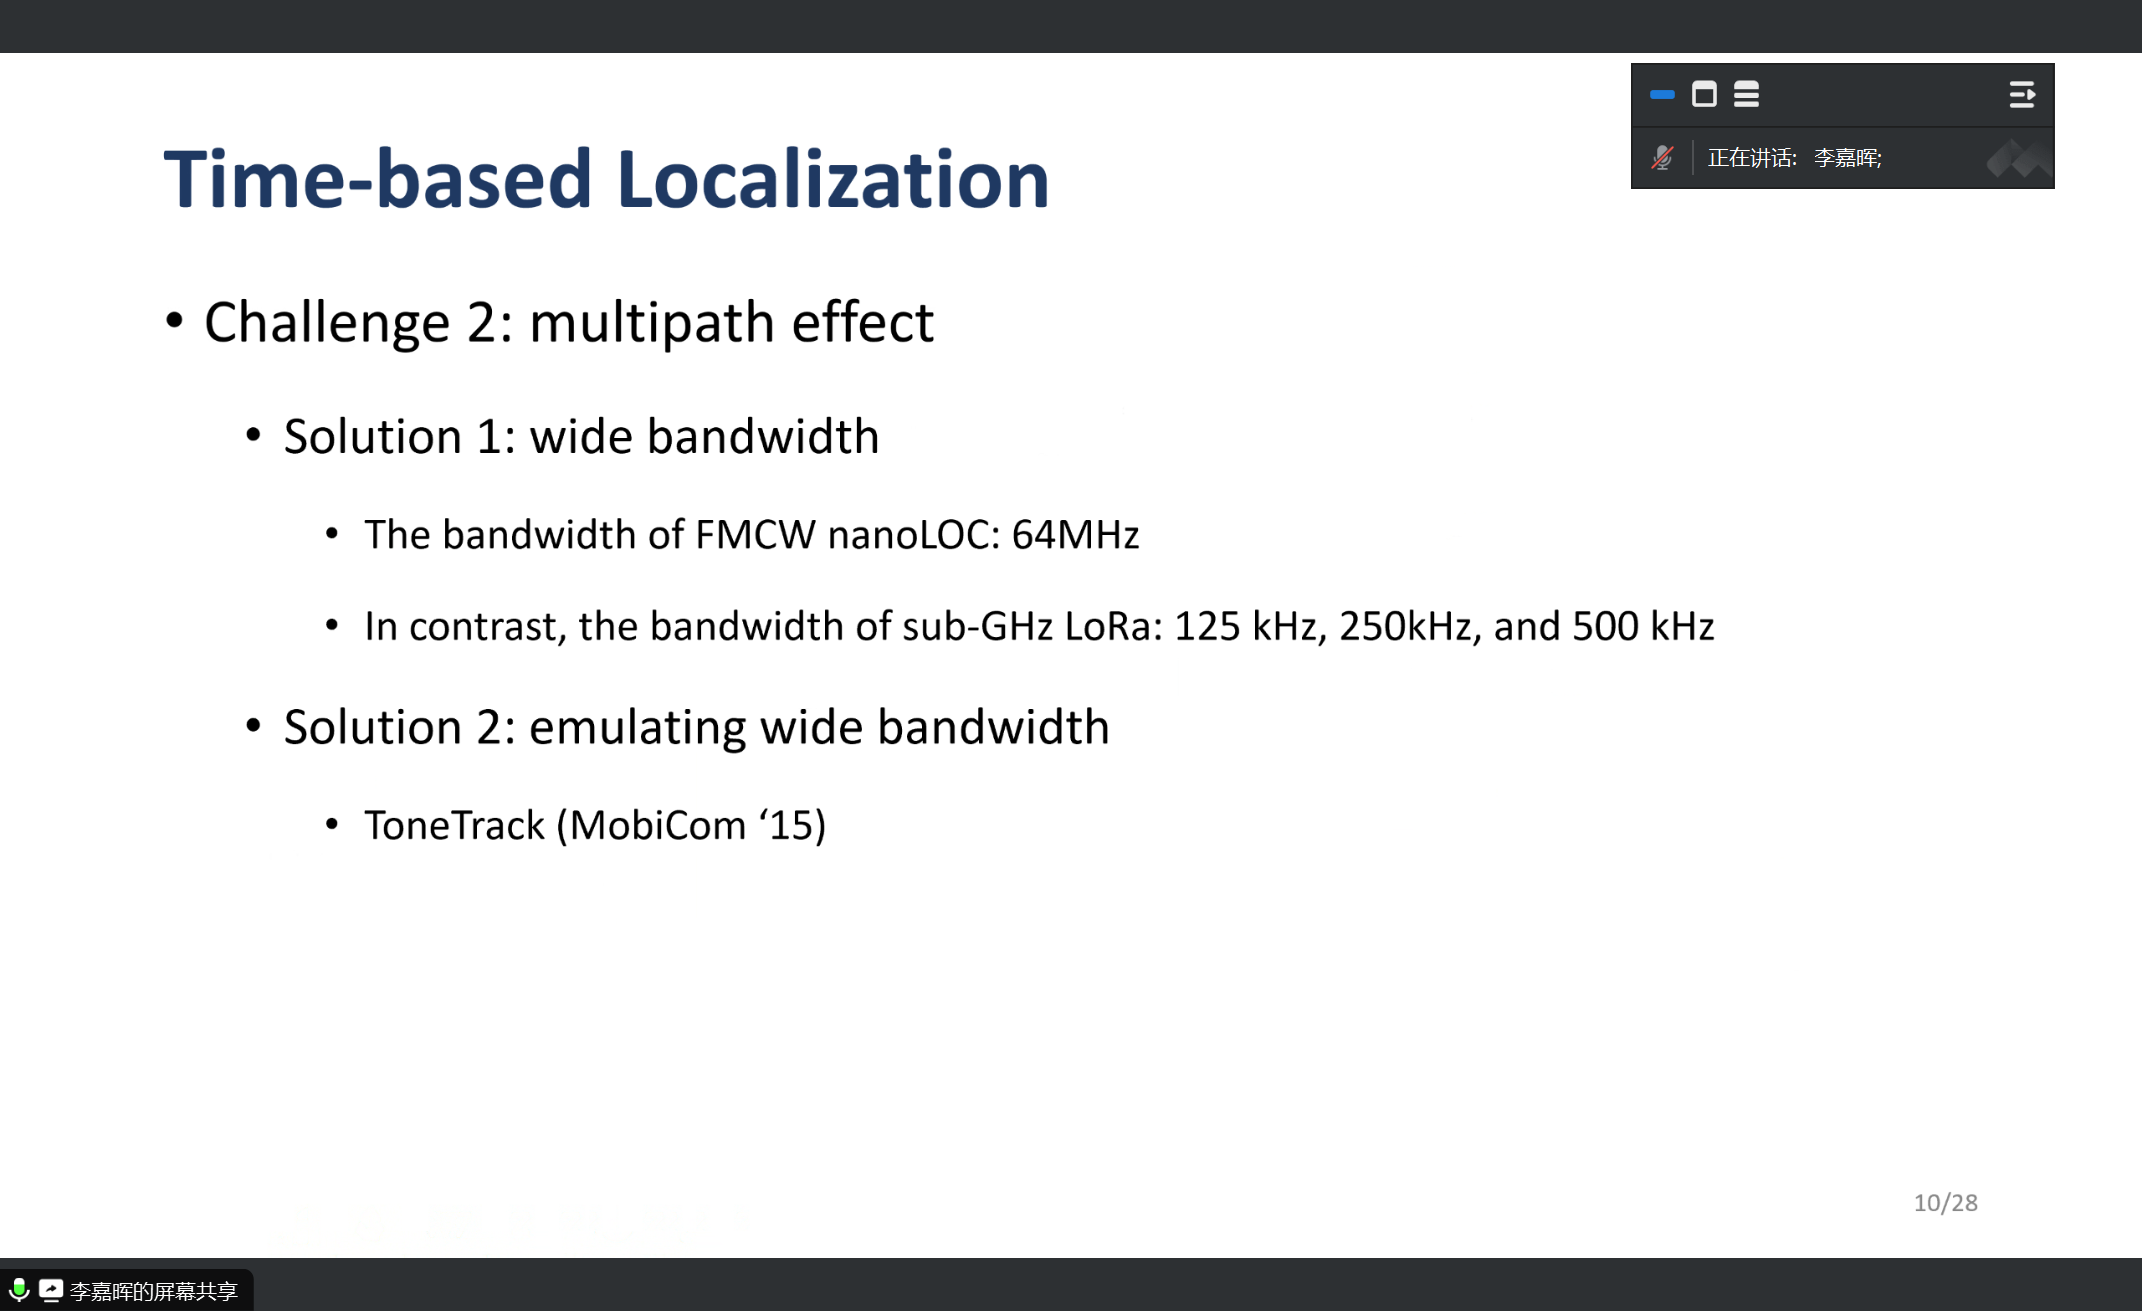 正在讲话: 李嘉晖;
Time-based Localization
• Challenge 2: multipath effect
• Solution 1: wide bandwidth
• The bandwidth of FMCW nanoLOC: 64MHz
• In contrast, the bandwidth of sub-GHz LoRa: 125 kHz, 250kHz, and 500 kHz
• Solution 2: emulating wide bandwidth
• ToneTrack (MobiCom ‘15)
10/28
李嘉晖的屏幕共享